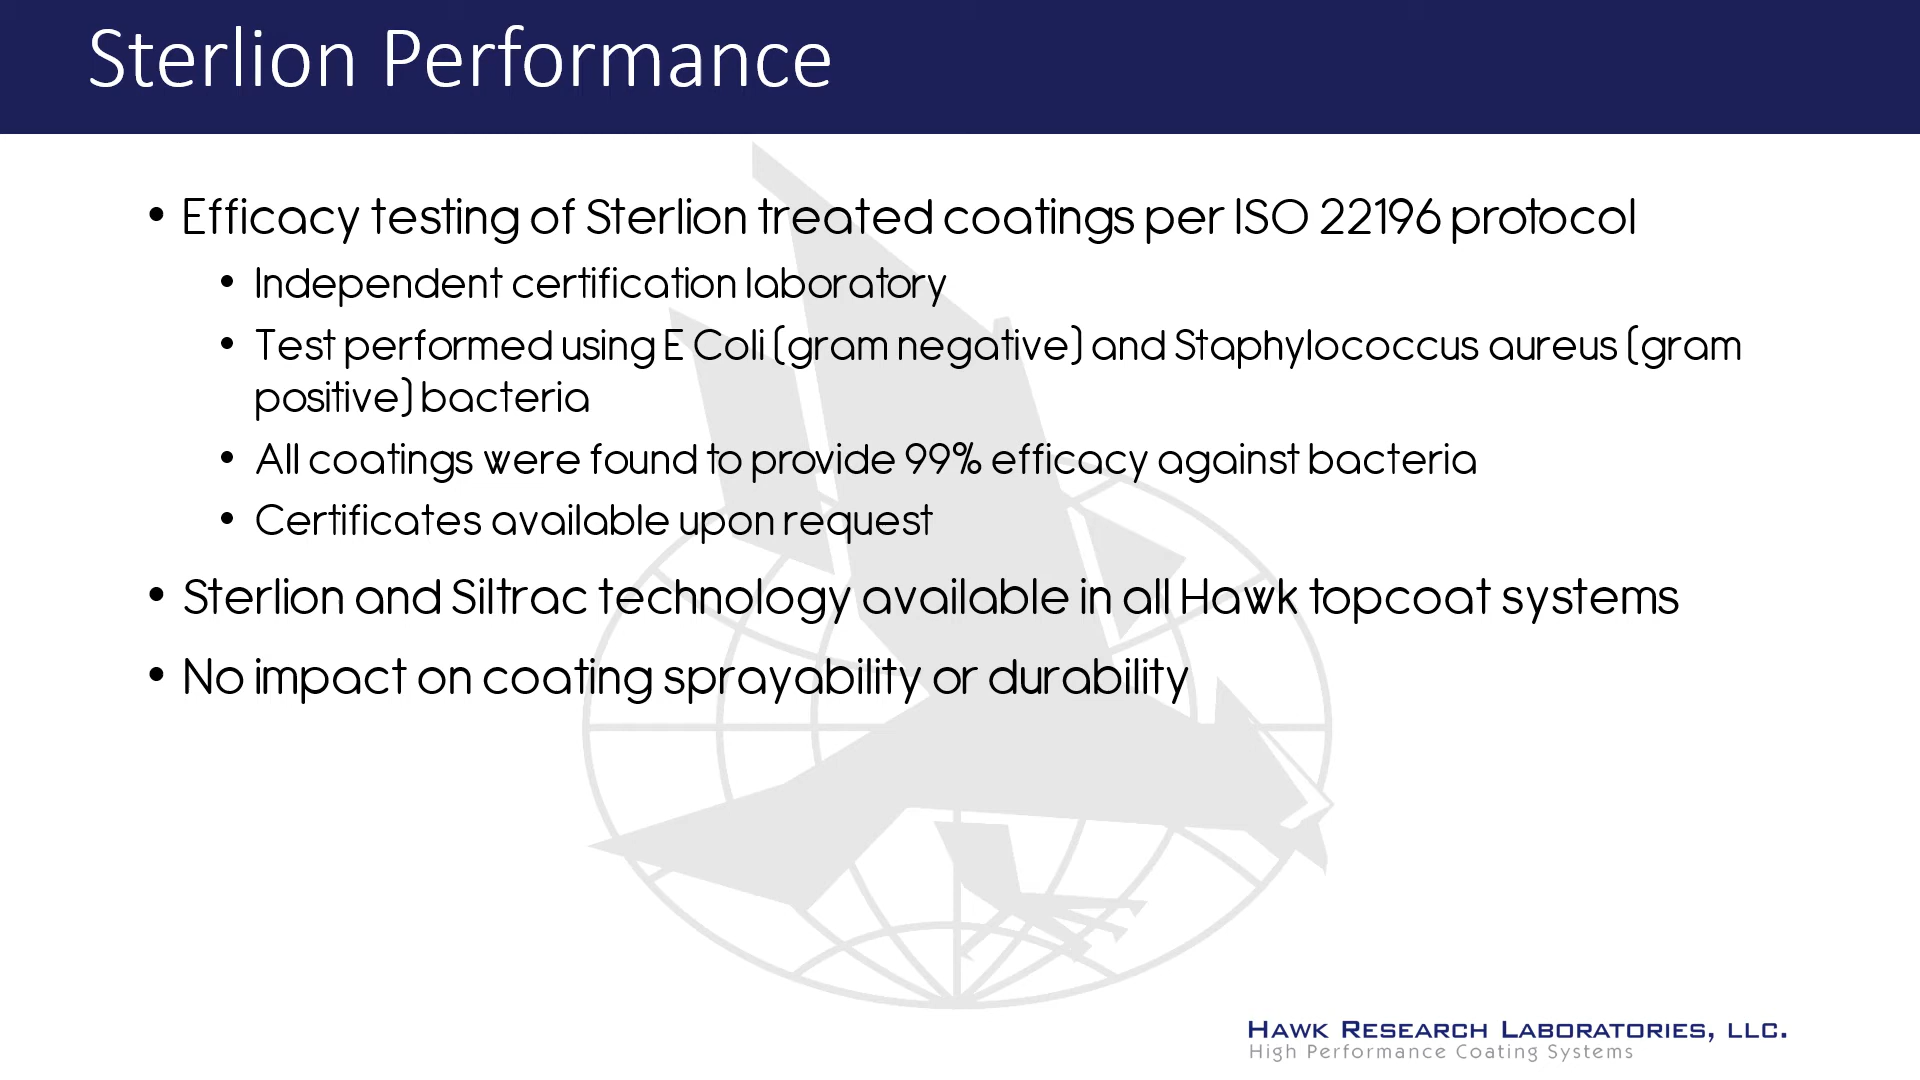 Sterlion Performance
• Efficacy testing of Sterlion treated coatings per ISO 22196 protocol
• Independent certification laboratory
• Test performed using E Coli (gram negative) and Staphylococcus aureus (gram
positive) bacteria
• All coatings were found to provide 99% efficacy against bacteria
• Certificates available upon request
• Sterlion and Siltrac technology available in all Hawk topcoat systems
• No impact on coating sprayability or durability
HAWK RESEARCH LABORATORIES, LLC.
High Performance Coating Systems